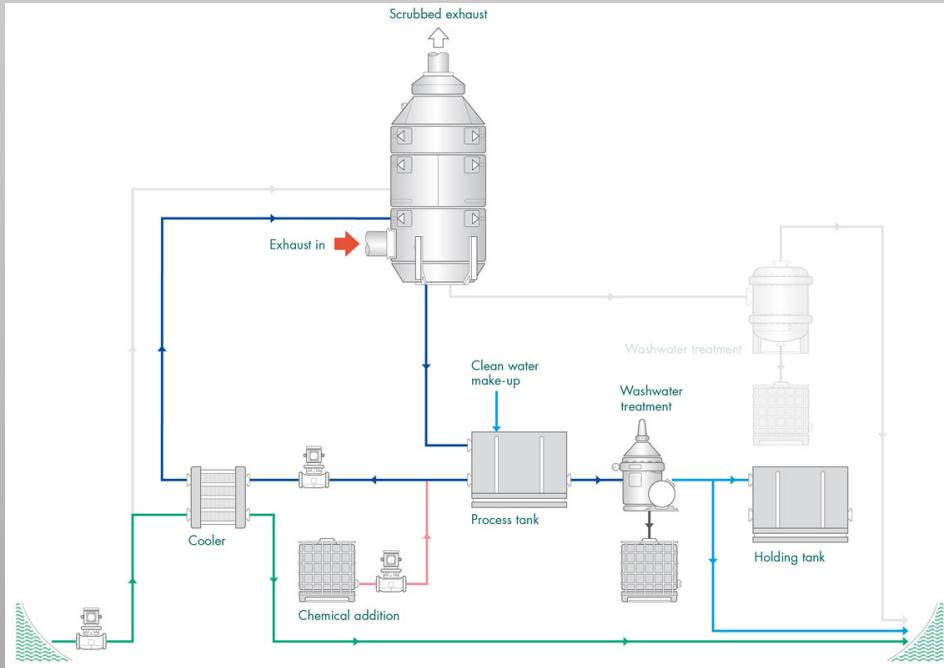 Scrubbed exhaust
Exhaust in
Washwater treatment
Clean water
make-up
Washwater
treatment
Process tank
Cooler
Holding tank
Chemical addition